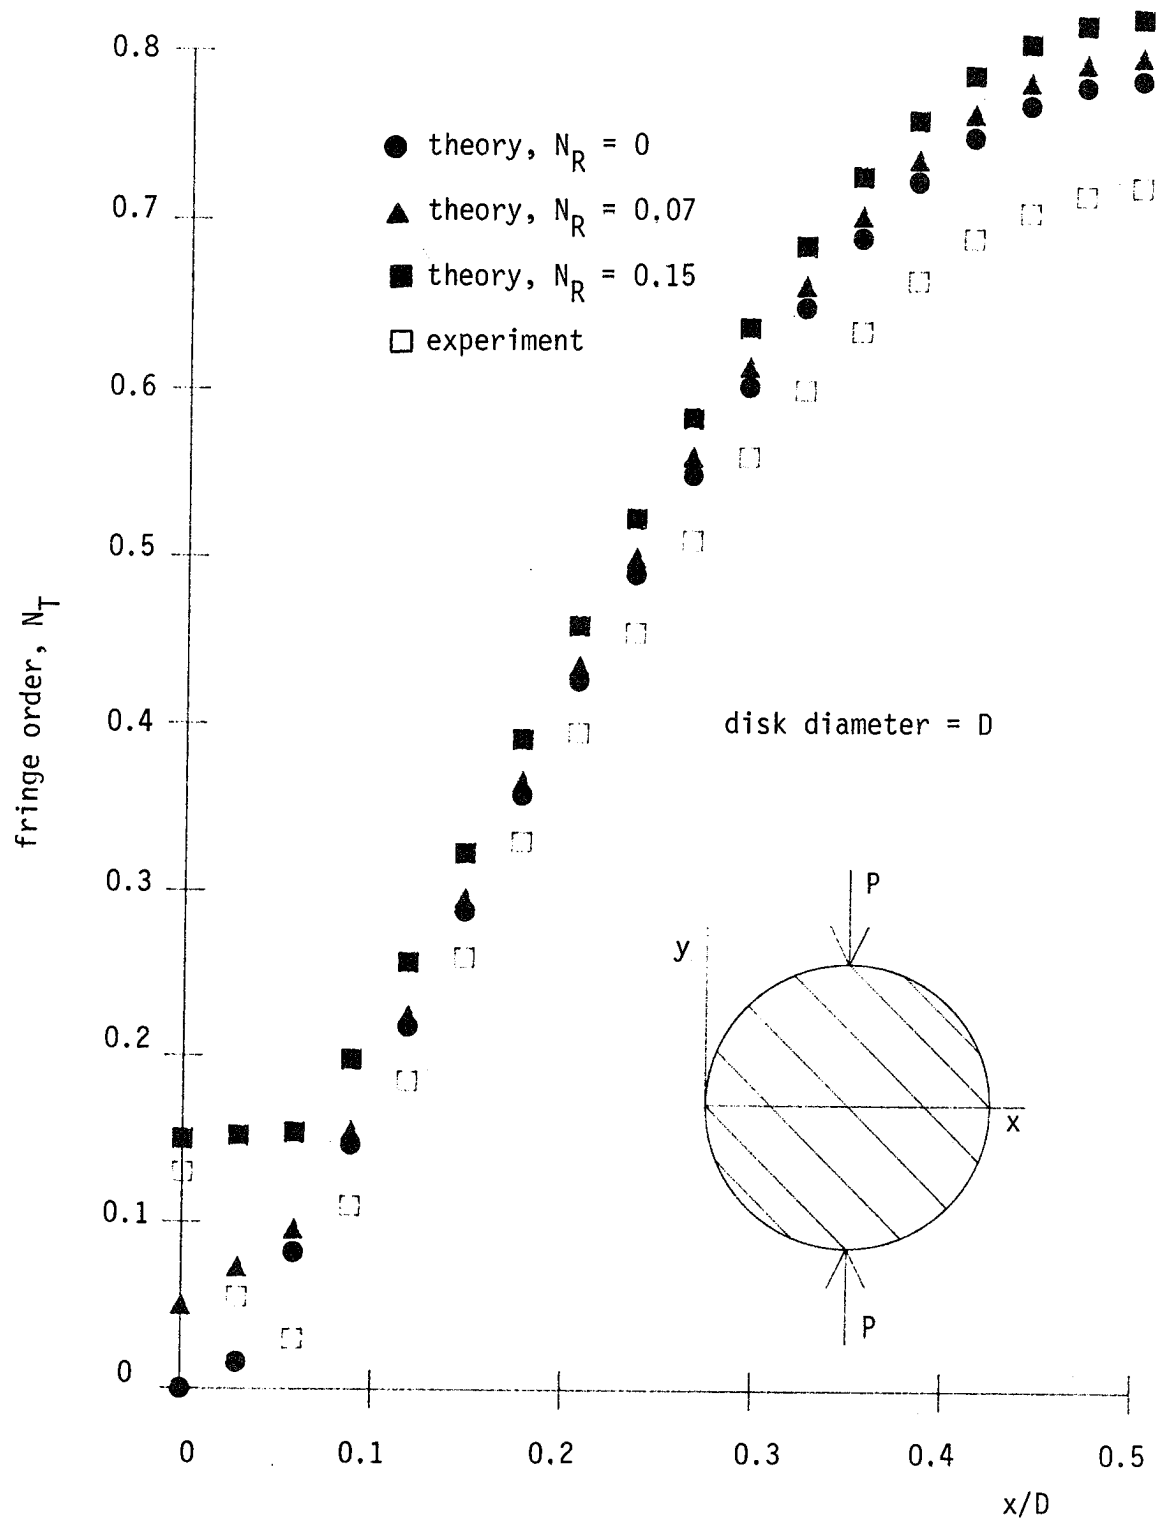 0.8
0.7
0.6
0.5
0.4
0.3
0.2
0.1
0
fringe order, N_T
theory, N_R = 0
theory, N_R = 0.07
theory, N_R = 0.15
experiment
disk diameter = D
P
y
x
P
0
0.1
0.2
0.3
0.4
0.5
x/D